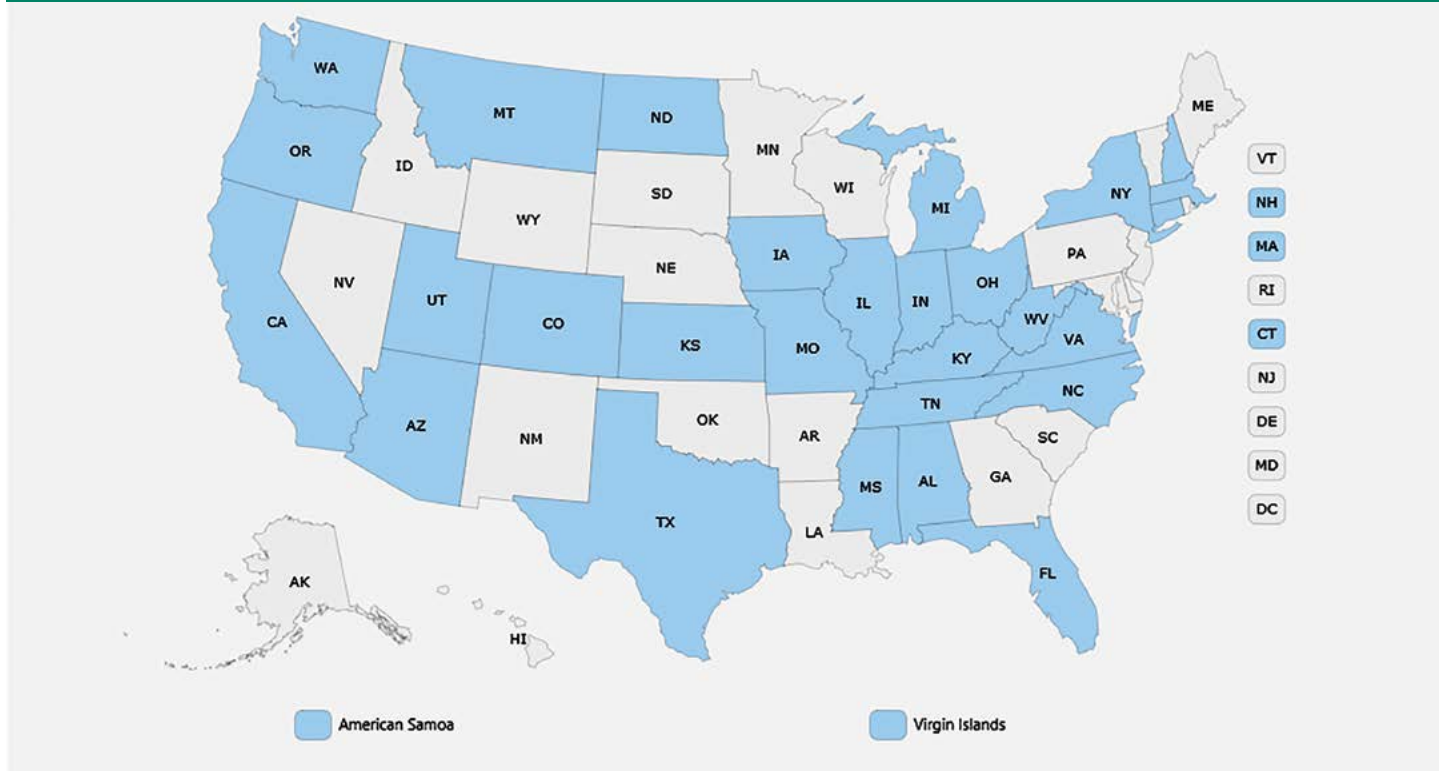 WA
MT
ND
MN
ME
OR
ID
SD
WI
VT
WY
MI
NY
NH
IA
PA
MA
NV
NE
OH
RI
UT
IL
IN
CA
CO
WV
CT
KS
MO
KY
VA
NJ
TN
NC
AZ
OK
AR
SC
DE
NM
MS
AL
GA
MD
TX
LA
DC
AK
FL
HI
American Samoa
Virgin Islands